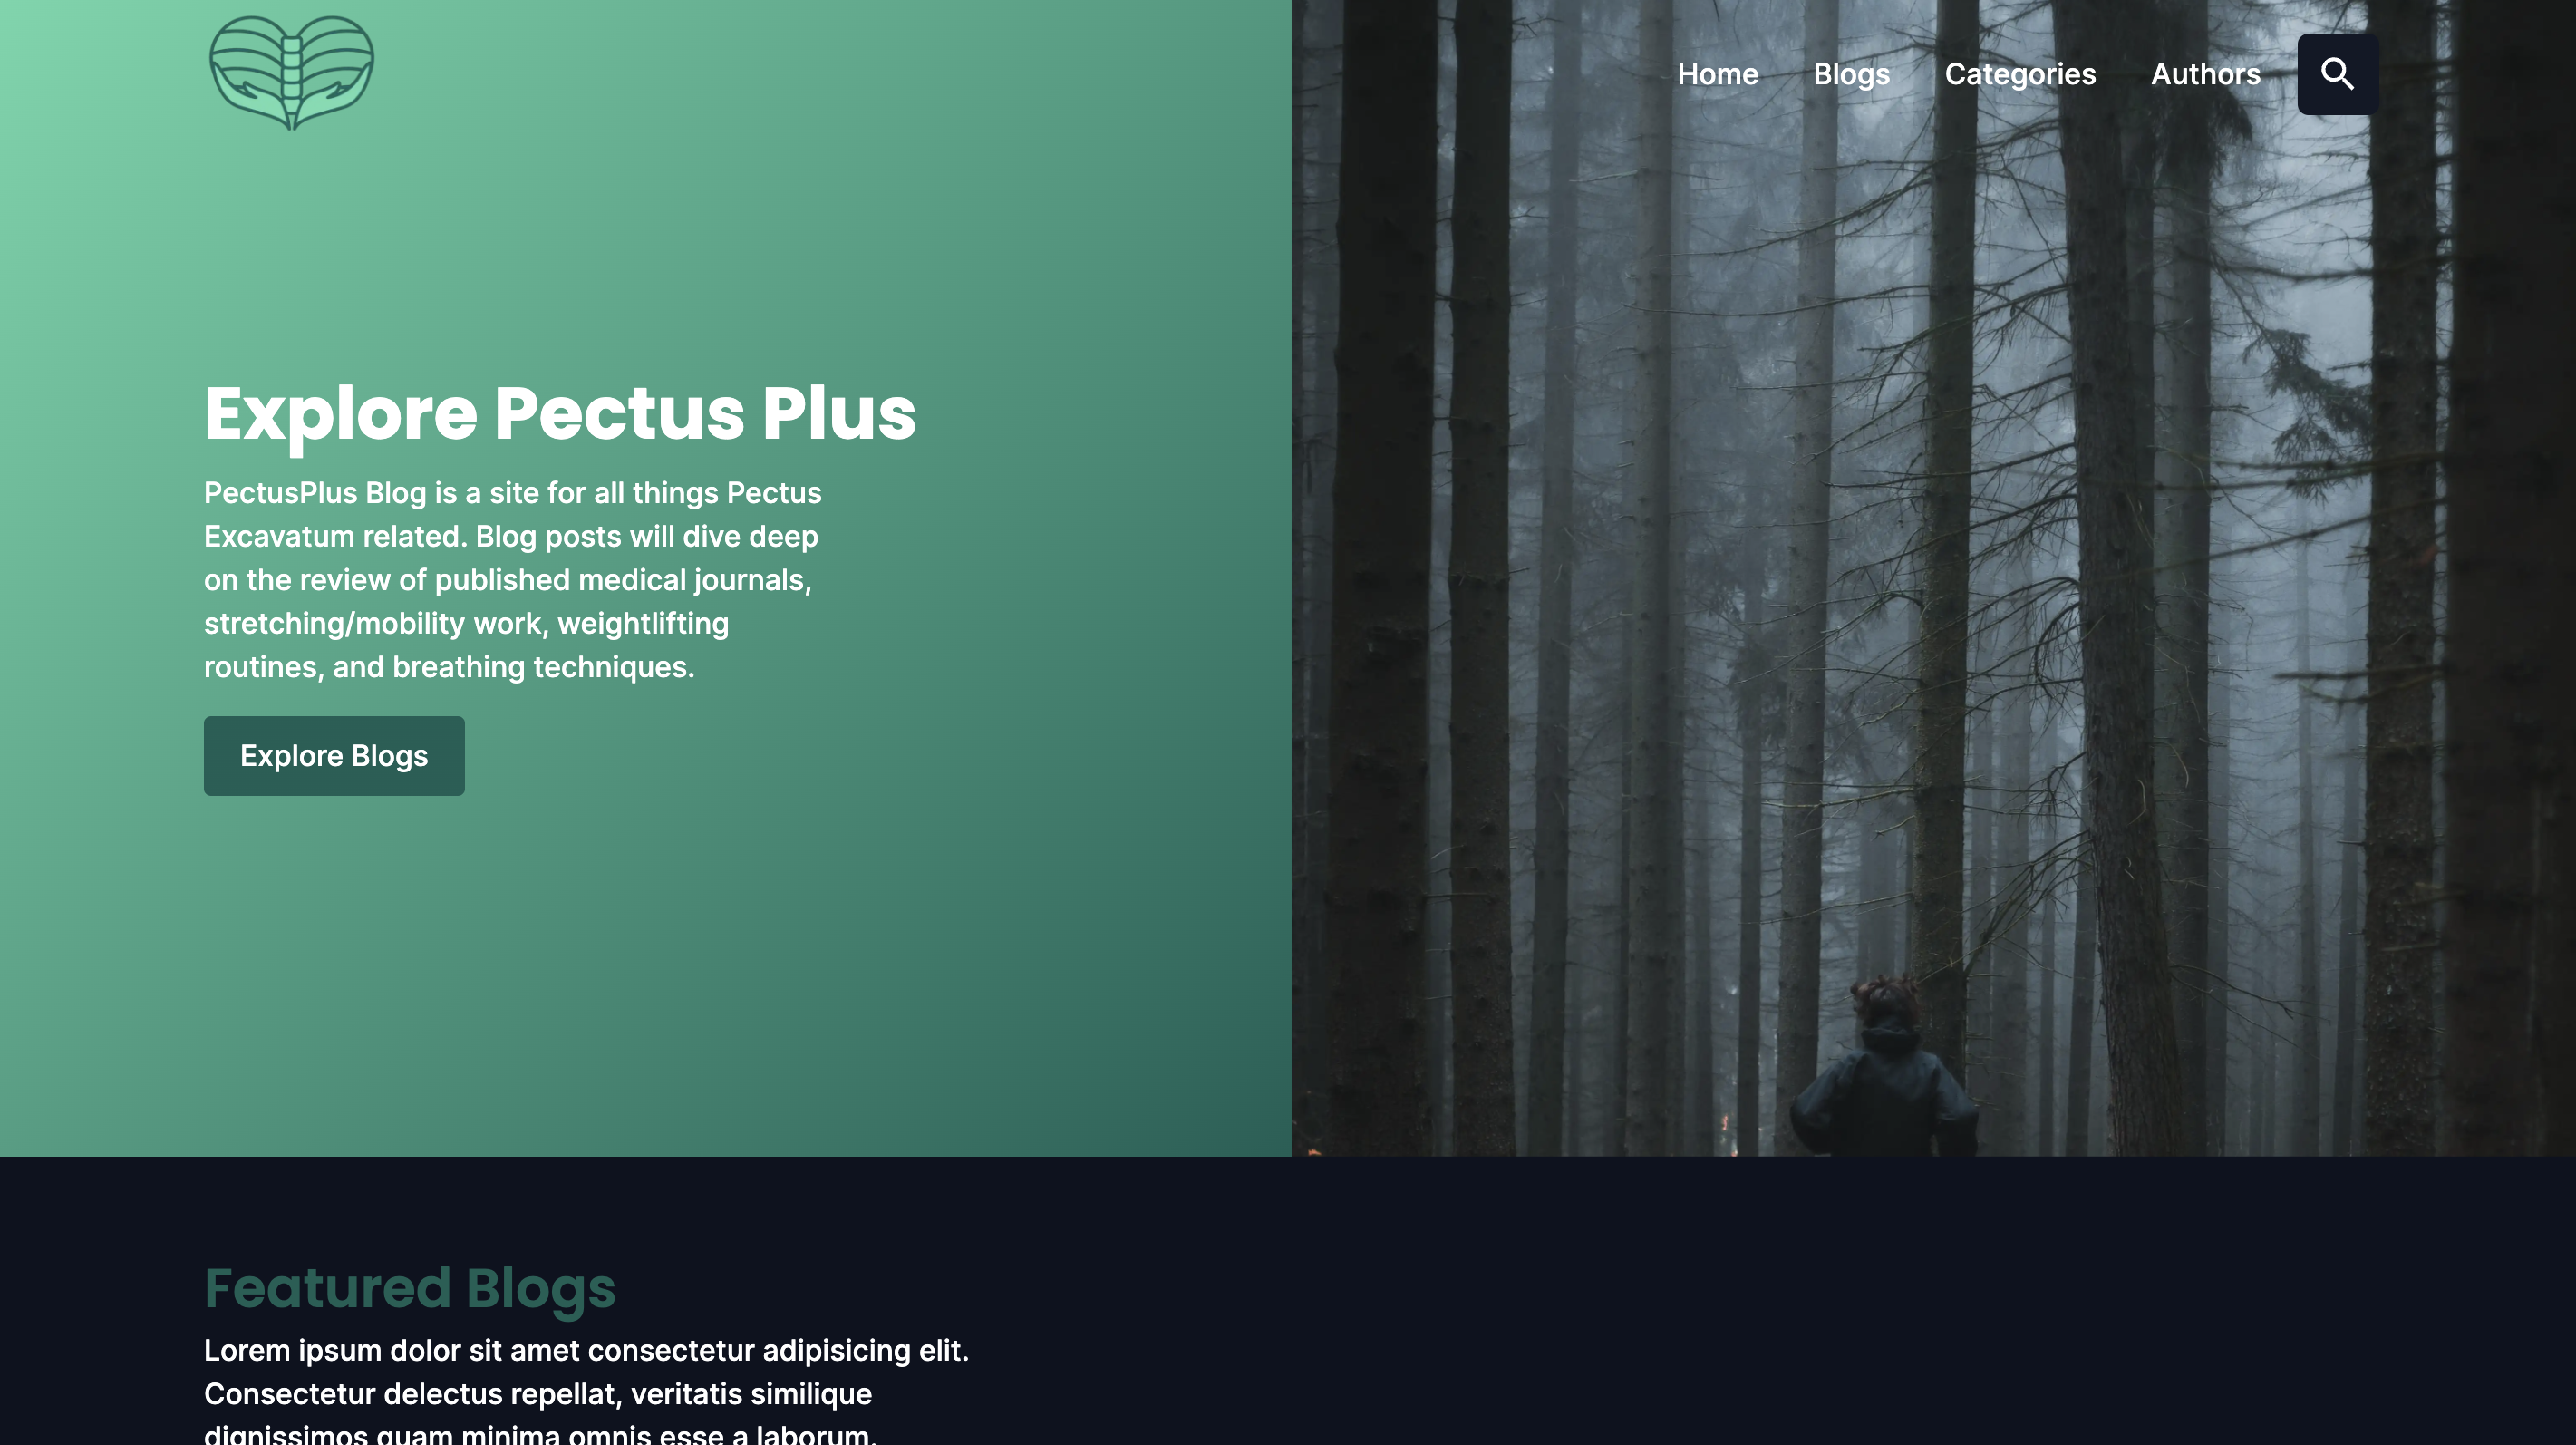 Home Blogs Categories Authors
Explore Pectus Plus
PectusPlus Blog is a site for all things Pectus
Excavatum related. Blog posts will dive deep
on the review of published medical journals,
stretching/mobility work, weightlifting
routines, and breathing techniques.
Explore Blogs
Featured Blogs
Lorem ipsum dolor sit amet consectetur adipisicing elit.
Consectetur delectus repellat, veritatis similique
dignissimos quam minima omnis esse a laborum.